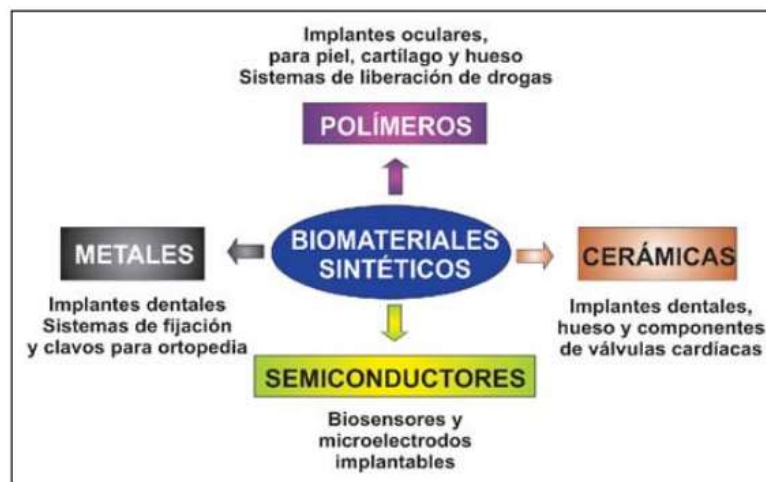 Implantes oculares,
para piel, cartílago y hueso
Sistemas de liberación de drogas
POLÍMEROS
METALES
Implantes dentales
Sistemas de fijación
y clavos para ortopedia
BIOMATERIALES
SINTÉTICOS
CERÁMICAS
Implantes dentales,
hueso y componentes
de válvulas cardíacas
SEMICONDUCTORES
Biosensores y
microelectrodos
implantables